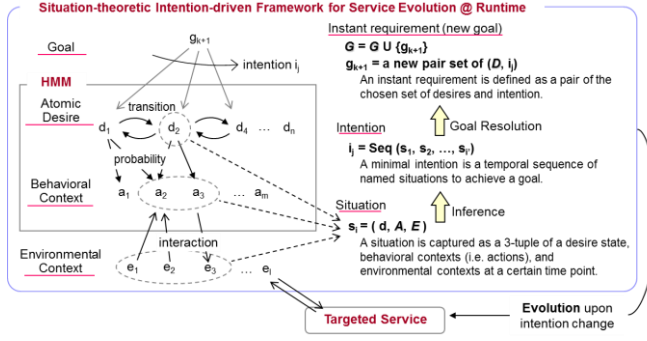 Situation-theoretic Intention-driven Framework for Service Evolution @ Runtime
Goal
g_{k+1}
intention i_j
HMM
Atomic
Desire
transition
d_1 d_2 d_4 … d_n
probability
Behavioral
Context
a_1 a_2 a_3 … a_m
interaction
Environmental
Context
e_1 e_2 e_3 … e_l
Instant requirement (new goal)
G = G U {g_{k+1}}
g_{k+1} = a new pair set of (D, i_j)
An instant requirement is defined as a pair of the
chosen set of desires and intention.
Goal Resolution
Intention
i_j = Seq (s_1, s_2, …, s_{l'})
A minimal intention is a temporal sequence of
named situations to achieve a goal.
Inference
Situation
s_i = ( d, A, E )
A situation is captured as a 3-tuple of a desire state,
behavioral contexts (i.e. actions), and
environmental contexts at a certain time point.
Targeted Service
Evolution upon
intention change